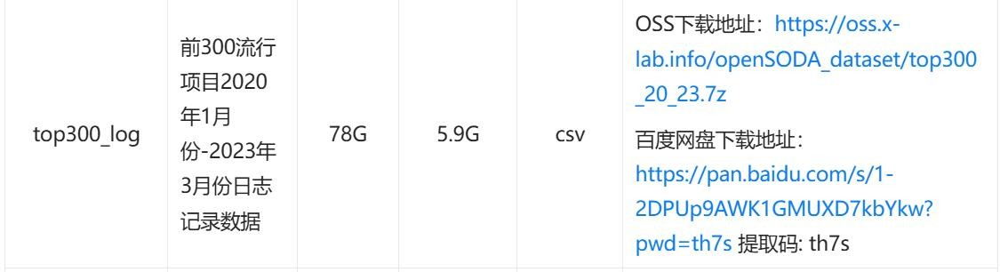 top300_log
前300流行
项目2020
年1月
份-2023年
3月份日志
记录数据
78G
5.9G
csv
OSS下载地址：https://oss.x-
lab.info/openSODA_dataset/top300
_20_23.7z
百度网盘下载地址：
https://pan.baidu.com/s/1-
2DPUp9AWK1GMUXD7kbYkw?
pwd=th7s 提取码: th7s